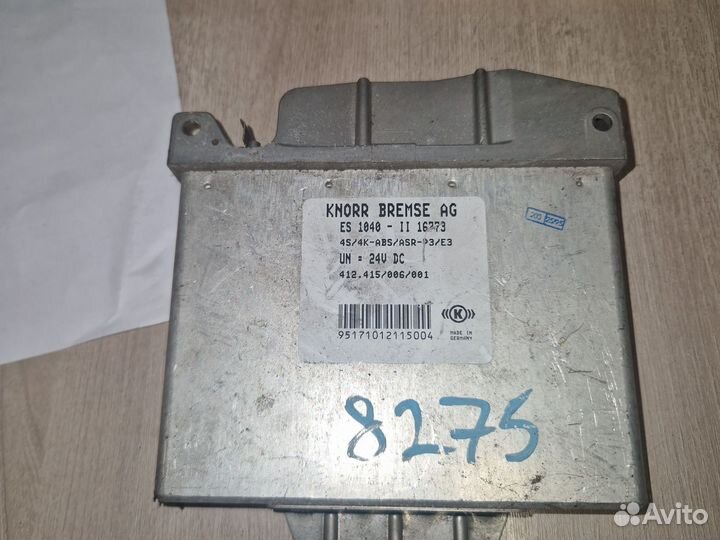 KNORR BREMSE AG
ES 1040 - II 16273
4S/4K-ABS/ASR-D3/E3
UN = 24V DC
412.415/006/001
95171012115004
K
MADE IN
GERMANY
8275
Avito